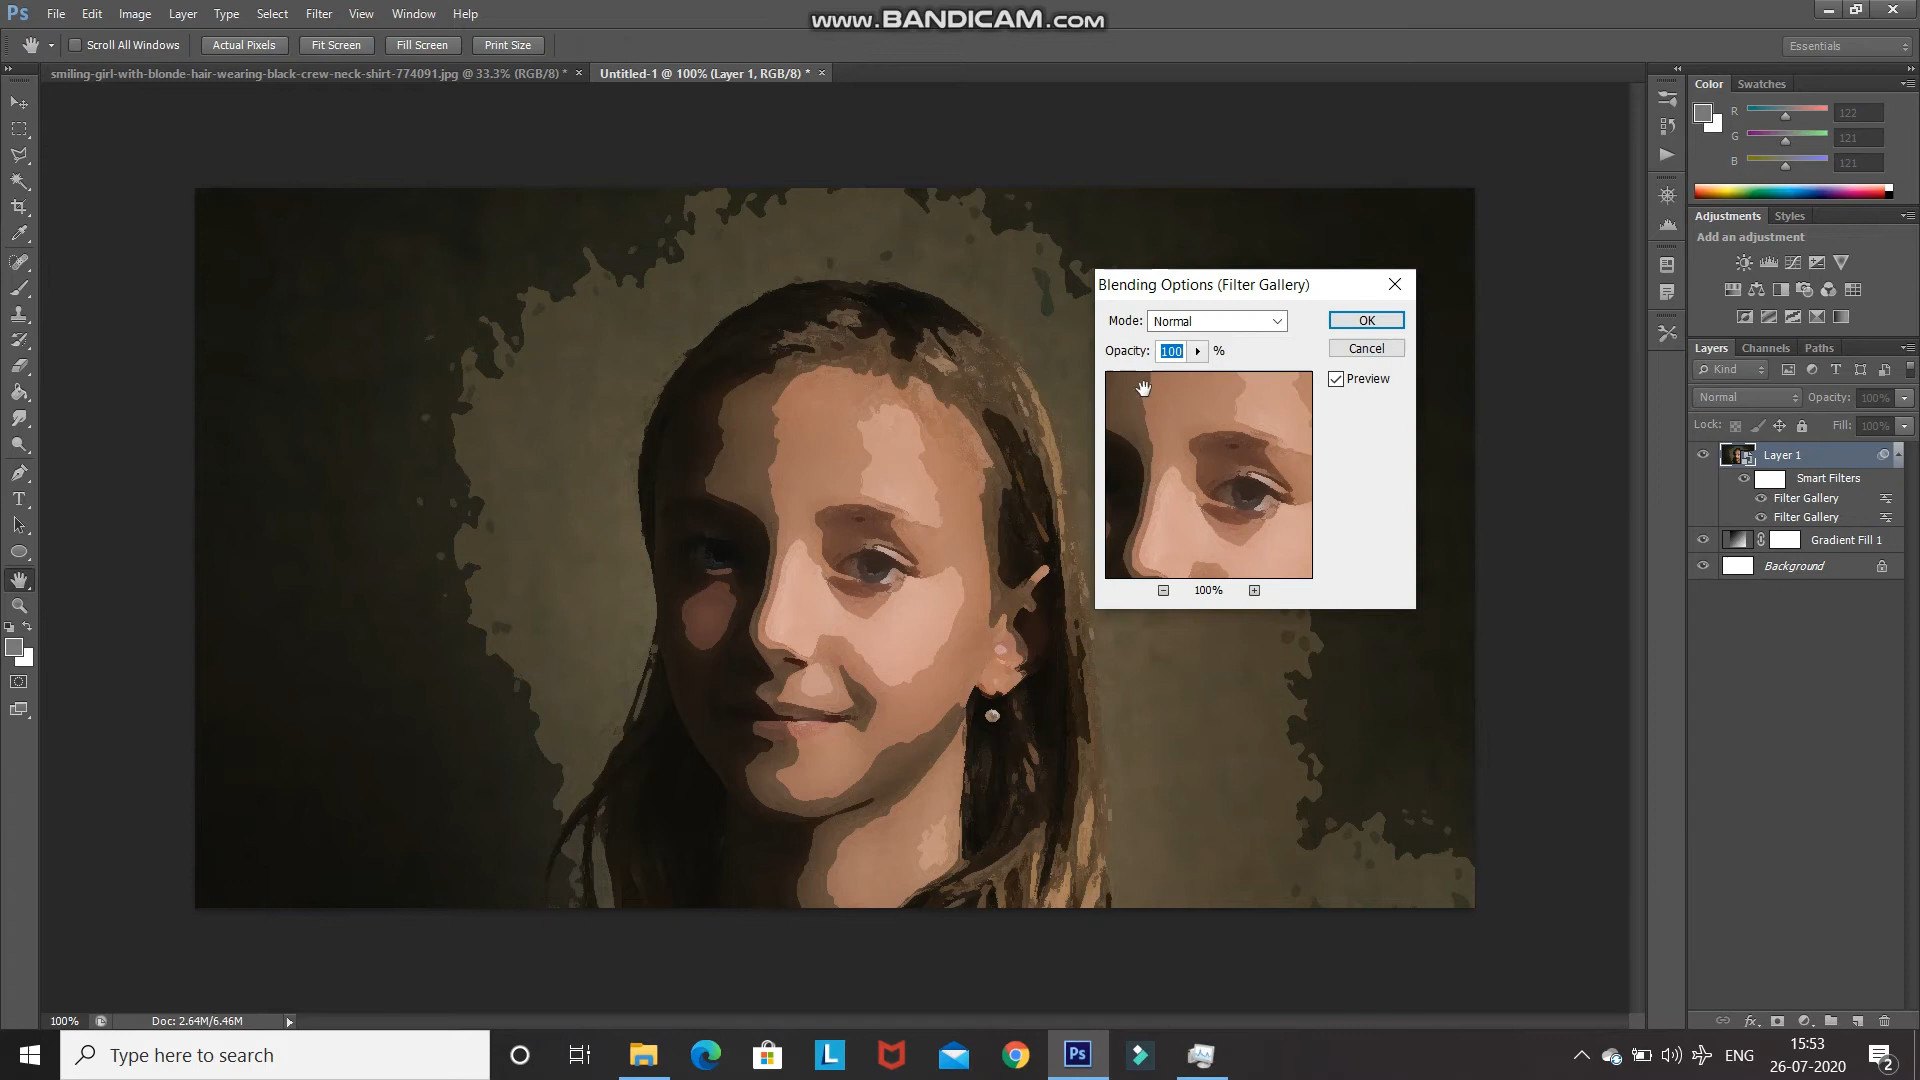 Ps File Edit Image Layer Type Select Filter View Window Help
www.BANDICAM.com
Scroll All Windows Actual Pixels Fit Screen Fill Screen Print Size Essentials
smiling-girl-with-blonde-hair-wearing-black-crew-neck-shirt-774091.jpg @ 33.3% (RGB/8) * × Untitled-1 @ 100% (Layer 1, RGB/8) * ×
Color Swatches
R 122
G 121
B 121
Adjustments Styles
Add an adjustment
Blending Options (Filter Gallery)
Mode: Normal OK
Opacity: 100 % Cancel
Preview
100%
Layers Channels Paths
Kind
Normal Opacity: 100%
Lock: Fill: 100%
Layer 1
Smart Filters
Filter Gallery
Filter Gallery
Gradient Fill 1
Background
100% Doc: 2.64M/6.46M
Type here to search
L
Ps
ENG
15:53
26-07-2020
2